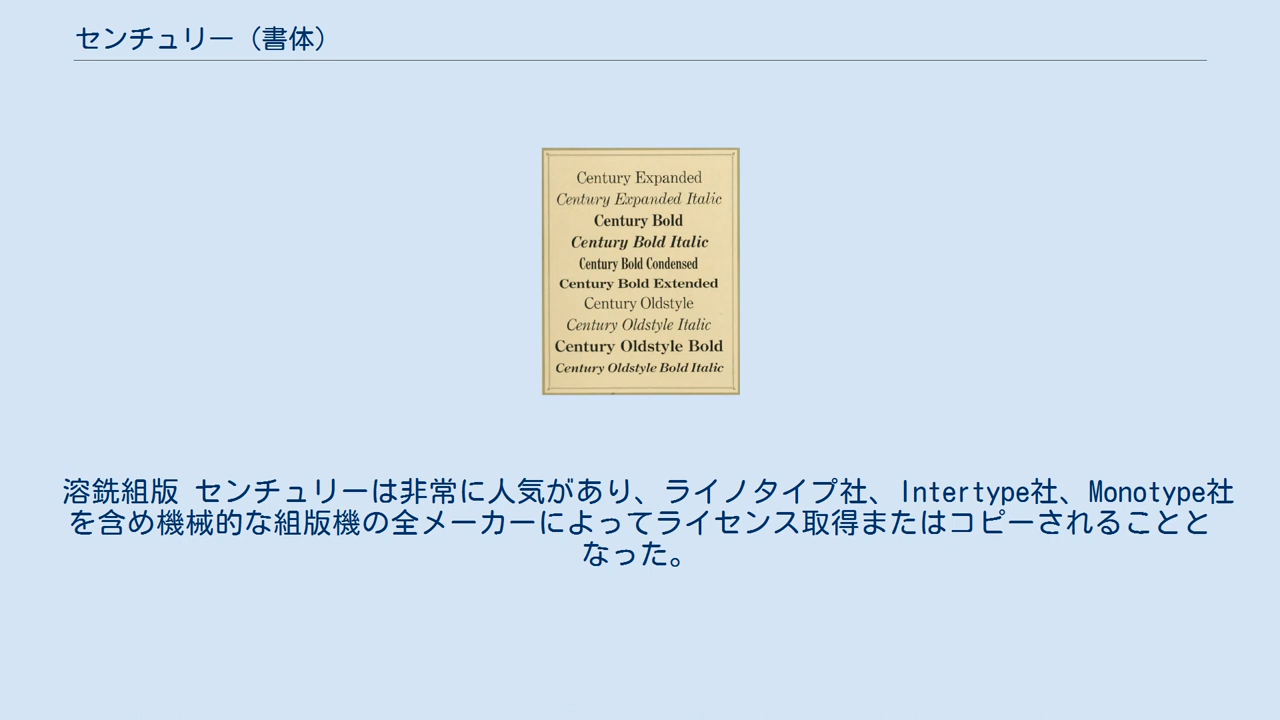 センチュリー（書体）
Century Expanded
Century Expanded Italic
Century Bold
Century Bold Italic
Century Bold Condensed
Century Bold Extended
Century Oldstyle
Century Oldstyle Italic
Century Oldstyle Bold
Century Oldstyle Bold Italic
溶銑組版 センチュリーは非常に人気があり、ライノタイプ社、Intertype社、Monotype社
を含め機械的な組版機の全メーカーによってライセンス取得またはコピーされることと
なった。